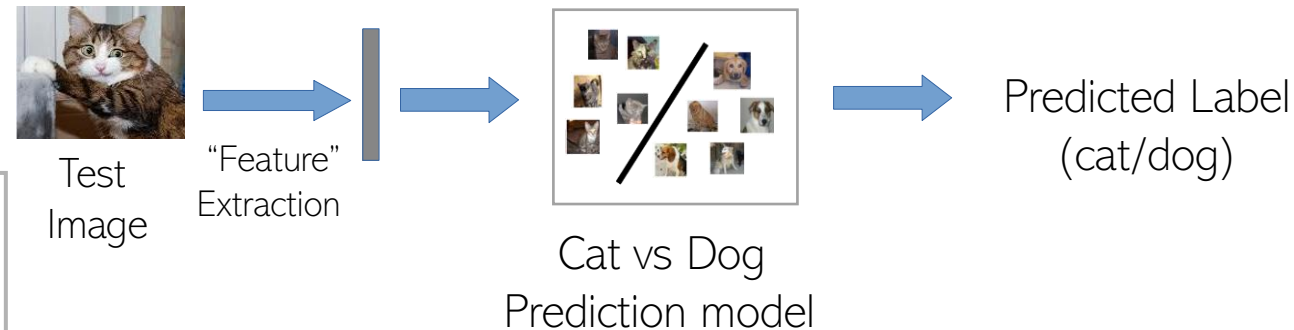 Test
Image
“Feature”
Extraction
Cat vs Dog
Prediction model
Predicted Label
(cat/dog)